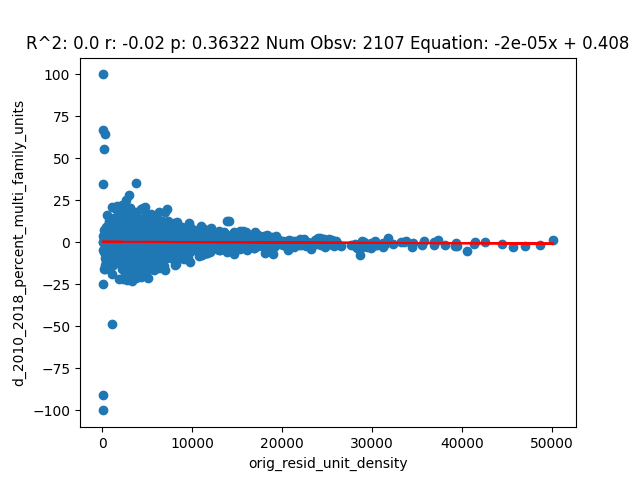 R^2: 0.0 r: -0.02 p: 0.36322 Num Obsv: 2107 Equation: -2e-05x + 0.408
100
75
50
25
0
−25
−50
−75
−100
d_2010_2018_percent_multi_family_units
0 10000 20000 30000 40000 50000
orig_resid_unit_density